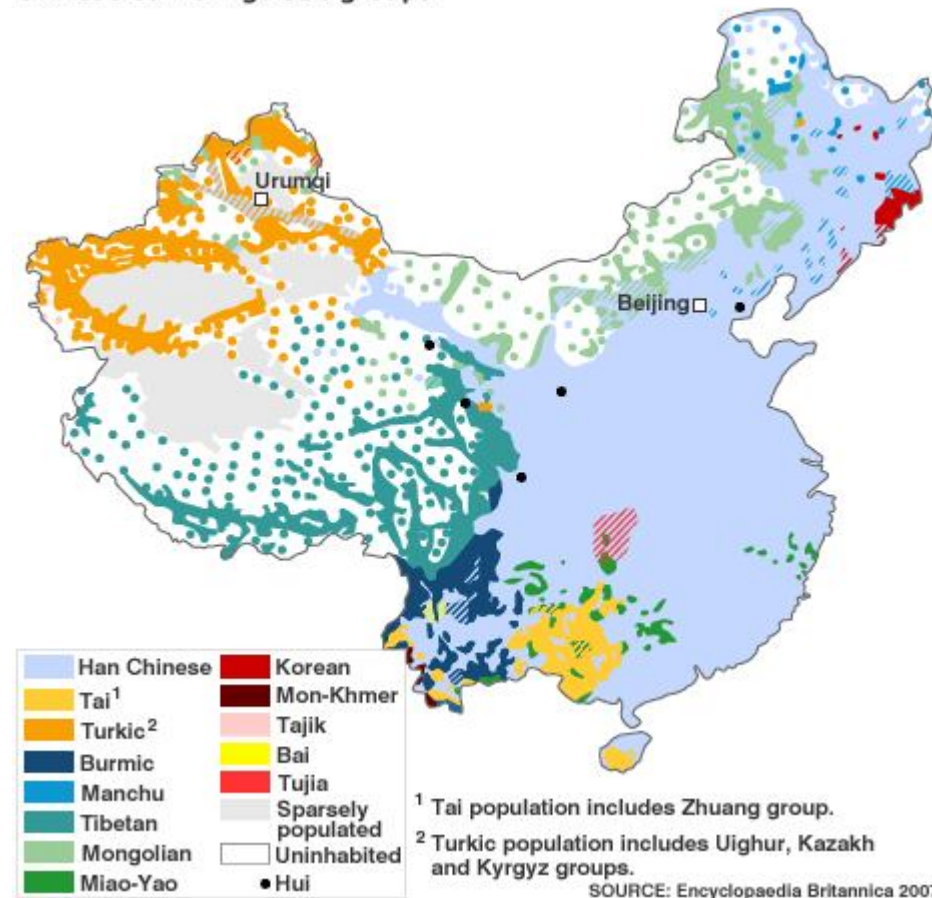 Urumqi
Beijing
Han Chinese
Tai1
Turkic2
Burmic
Manchu
Tibetan
Mongolian
Miao-Yao
Korean
Mon-Khmer
Tajik
Bai
Tujia
Sparsely
populated
Uninhabited
Hui
1 Tai population includes Zhuang group.
2 Turkic population includes Uighur, Kazakh
and Kyrgyz groups.
SOURCE: Encyclopaedia Britannica 2007